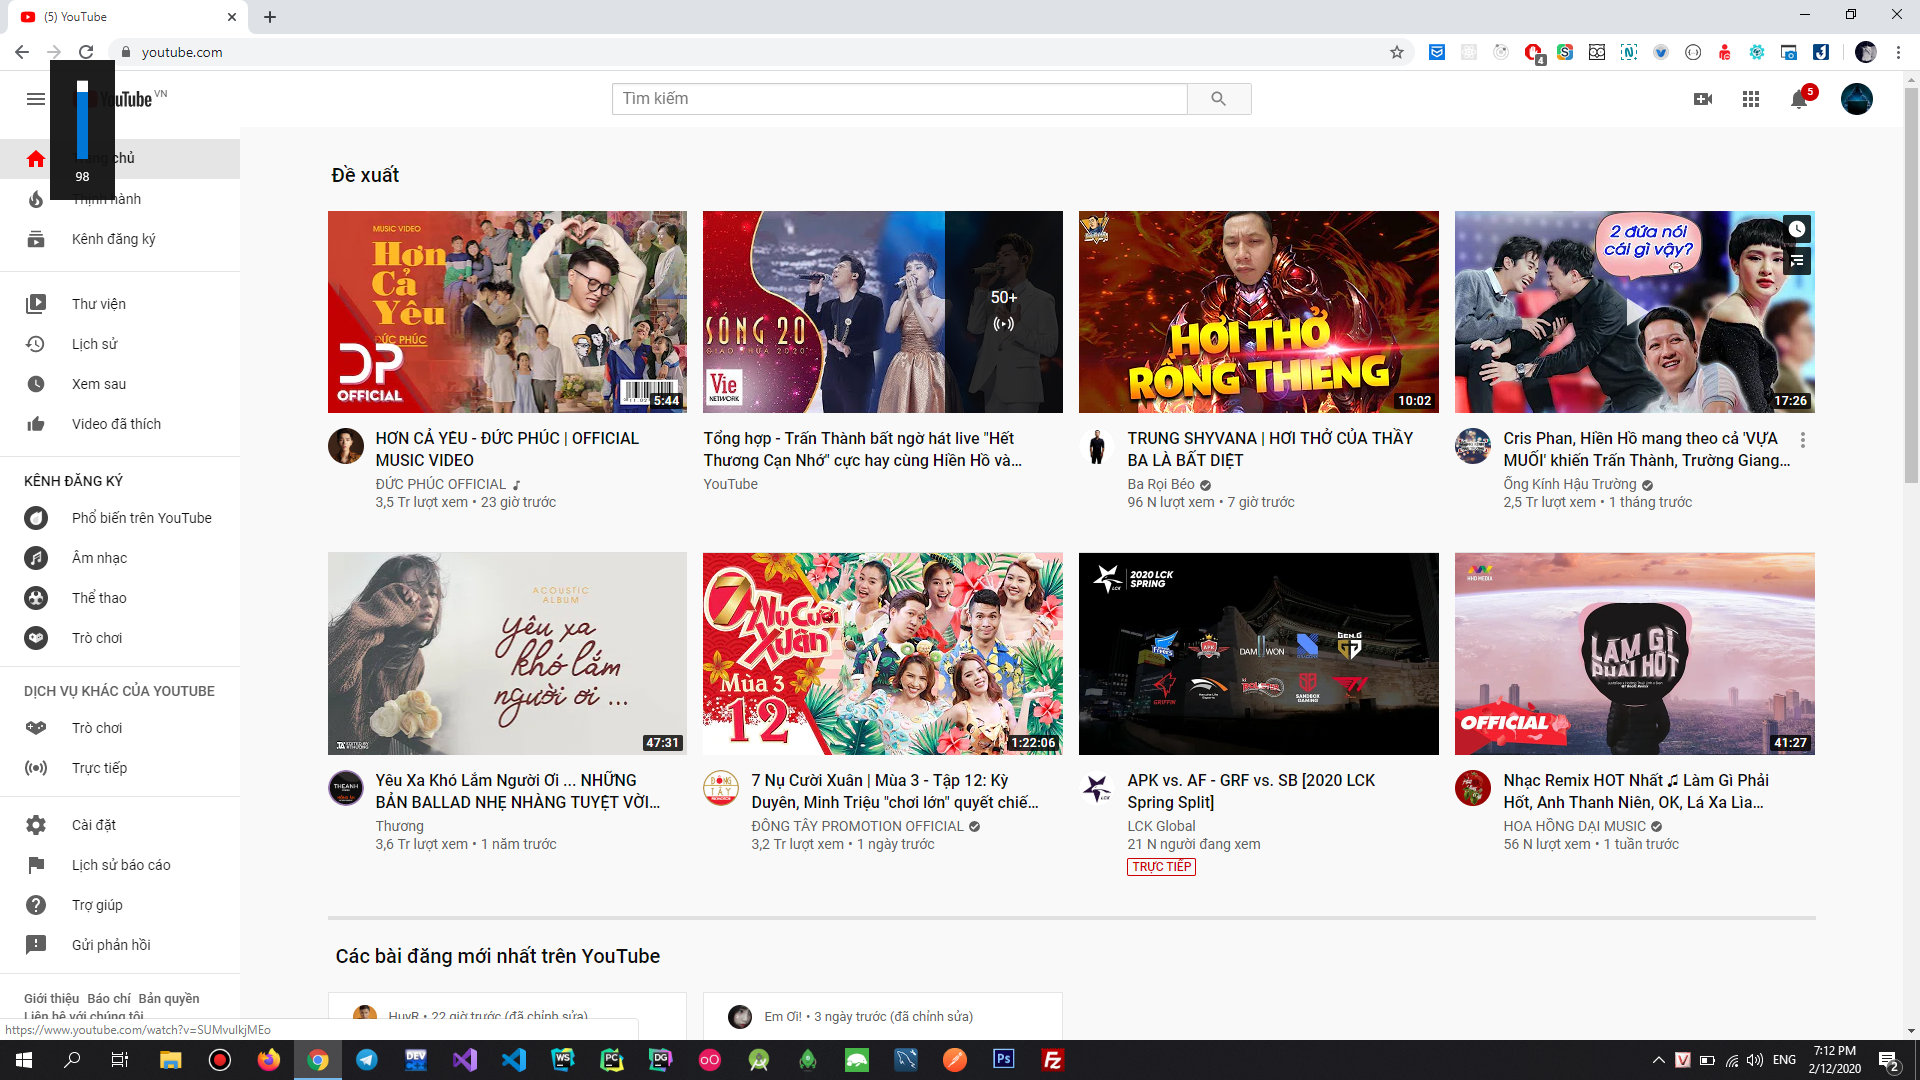 (5) YouTube
youtube.com
4
YouTube VN
Tìm kiếm
5
98
Trang chủ
Thịnh hành
Kênh đăng ký
Thư viện
Lịch sử
Xem sau
Video đã thích
KÊNH ĐĂNG KÝ
Phổ biến trên YouTube
Âm nhạc
Thể thao
Trò chơi
DỊCH VỤ KHÁC CỦA YOUTUBE
Trò chơi
Trực tiếp
Cài đặt
Lịch sử báo cáo
Trợ giúp
Gửi phản hồi
Giới thiệu Báo chí Bản quyền
Liên hệ với chúng tôi
https://www.youtube.com/watch?v=SUMvulkjMEo
Đề xuất
MUSIC VIDEO
Hơn
Cả
Yêu
ĐỨC PHÚC
DP
OFFICIAL
5:44
HƠN CẢ YÊU - ĐỨC PHÚC | OFFICIAL
MUSIC VIDEO
ĐỨC PHÚC OFFICIAL
3,5 Tr lượt xem • 23 giờ trước
SÓNG 20
GIAO THỪA 2020
Vie
NETWORK
50+
Tổng hợp - Trấn Thành bất ngờ hát live "Hết
Thương Cạn Nhớ" cực hay cùng Hiền Hồ và...
YouTube
HƠI THỞ
RỒNG THIÊNG
10:02
TRUNG SHYVANA | HƠI THỞ CỦA THẦY
BA LÀ BẤT DIỆT
Ba Rọi Béo
96 N lượt xem • 7 giờ trước
2 đứa nói
cái gì vậy?
17:26
Cris Phan, Hiền Hồ mang theo cả 'VỰA
MUỐI' khiến Trấn Thành, Trường Giang...
Ống Kính Hậu Trường
2,5 Tr lượt xem • 1 tháng trước
ACOUSTIC
ALBUM
yêu xa
khó lắm
người ơi ...
47:31
Yêu Xa Khó Lắm Người Ơi ... NHỮNG
BẢN BALLAD NHẸ NHÀNG TUYỆT VỜI...
Thương
3,6 Tr lượt xem • 1 năm trước
7 Nụ Cười
Xuân
Mùa 3
12
1:22:06
ĐÔNG
TÂY
7 Nụ Cười Xuân | Mùa 3 - Tập 12: Kỳ
Duyên, Minh Triệu "chơi lớn" quyết chiế...
ĐÔNG TÂY PROMOTION OFFICIAL
3,2 Tr lượt xem • 1 ngày trước
LCK
2020 LCK
SPRING
APK
DAMWON
GEN.G
GRIFFIN
ROLSTER
SANDBOX
GAMING
T1
LCK
APK vs. AF - GRF vs. SB [2020 LCK
Spring Split]
LCK Global
21 N người đang xem
TRỰC TIẾP
HHD MEDIA
LÀM GÌ
PHẢI HỐT
OFFICIAL
41:27
Nhạc Remix HOT Nhất ♫ Làm Gì Phải
Hốt, Anh Thanh Niên, OK, Lá Xa Lìa...
HOA HỒNG DẠI MUSIC
56 N lượt xem • 1 tuần trước
Các bài đăng mới nhất trên YouTube
HuyR • 22 giờ trước (đã chỉnh sửa)
Em Ơi! • 3 ngày trước (đã chỉnh sửa)
DEV
WS
PC
DG
Ps
Fz
V
ENG
7:12 PM
2/12/2020
2